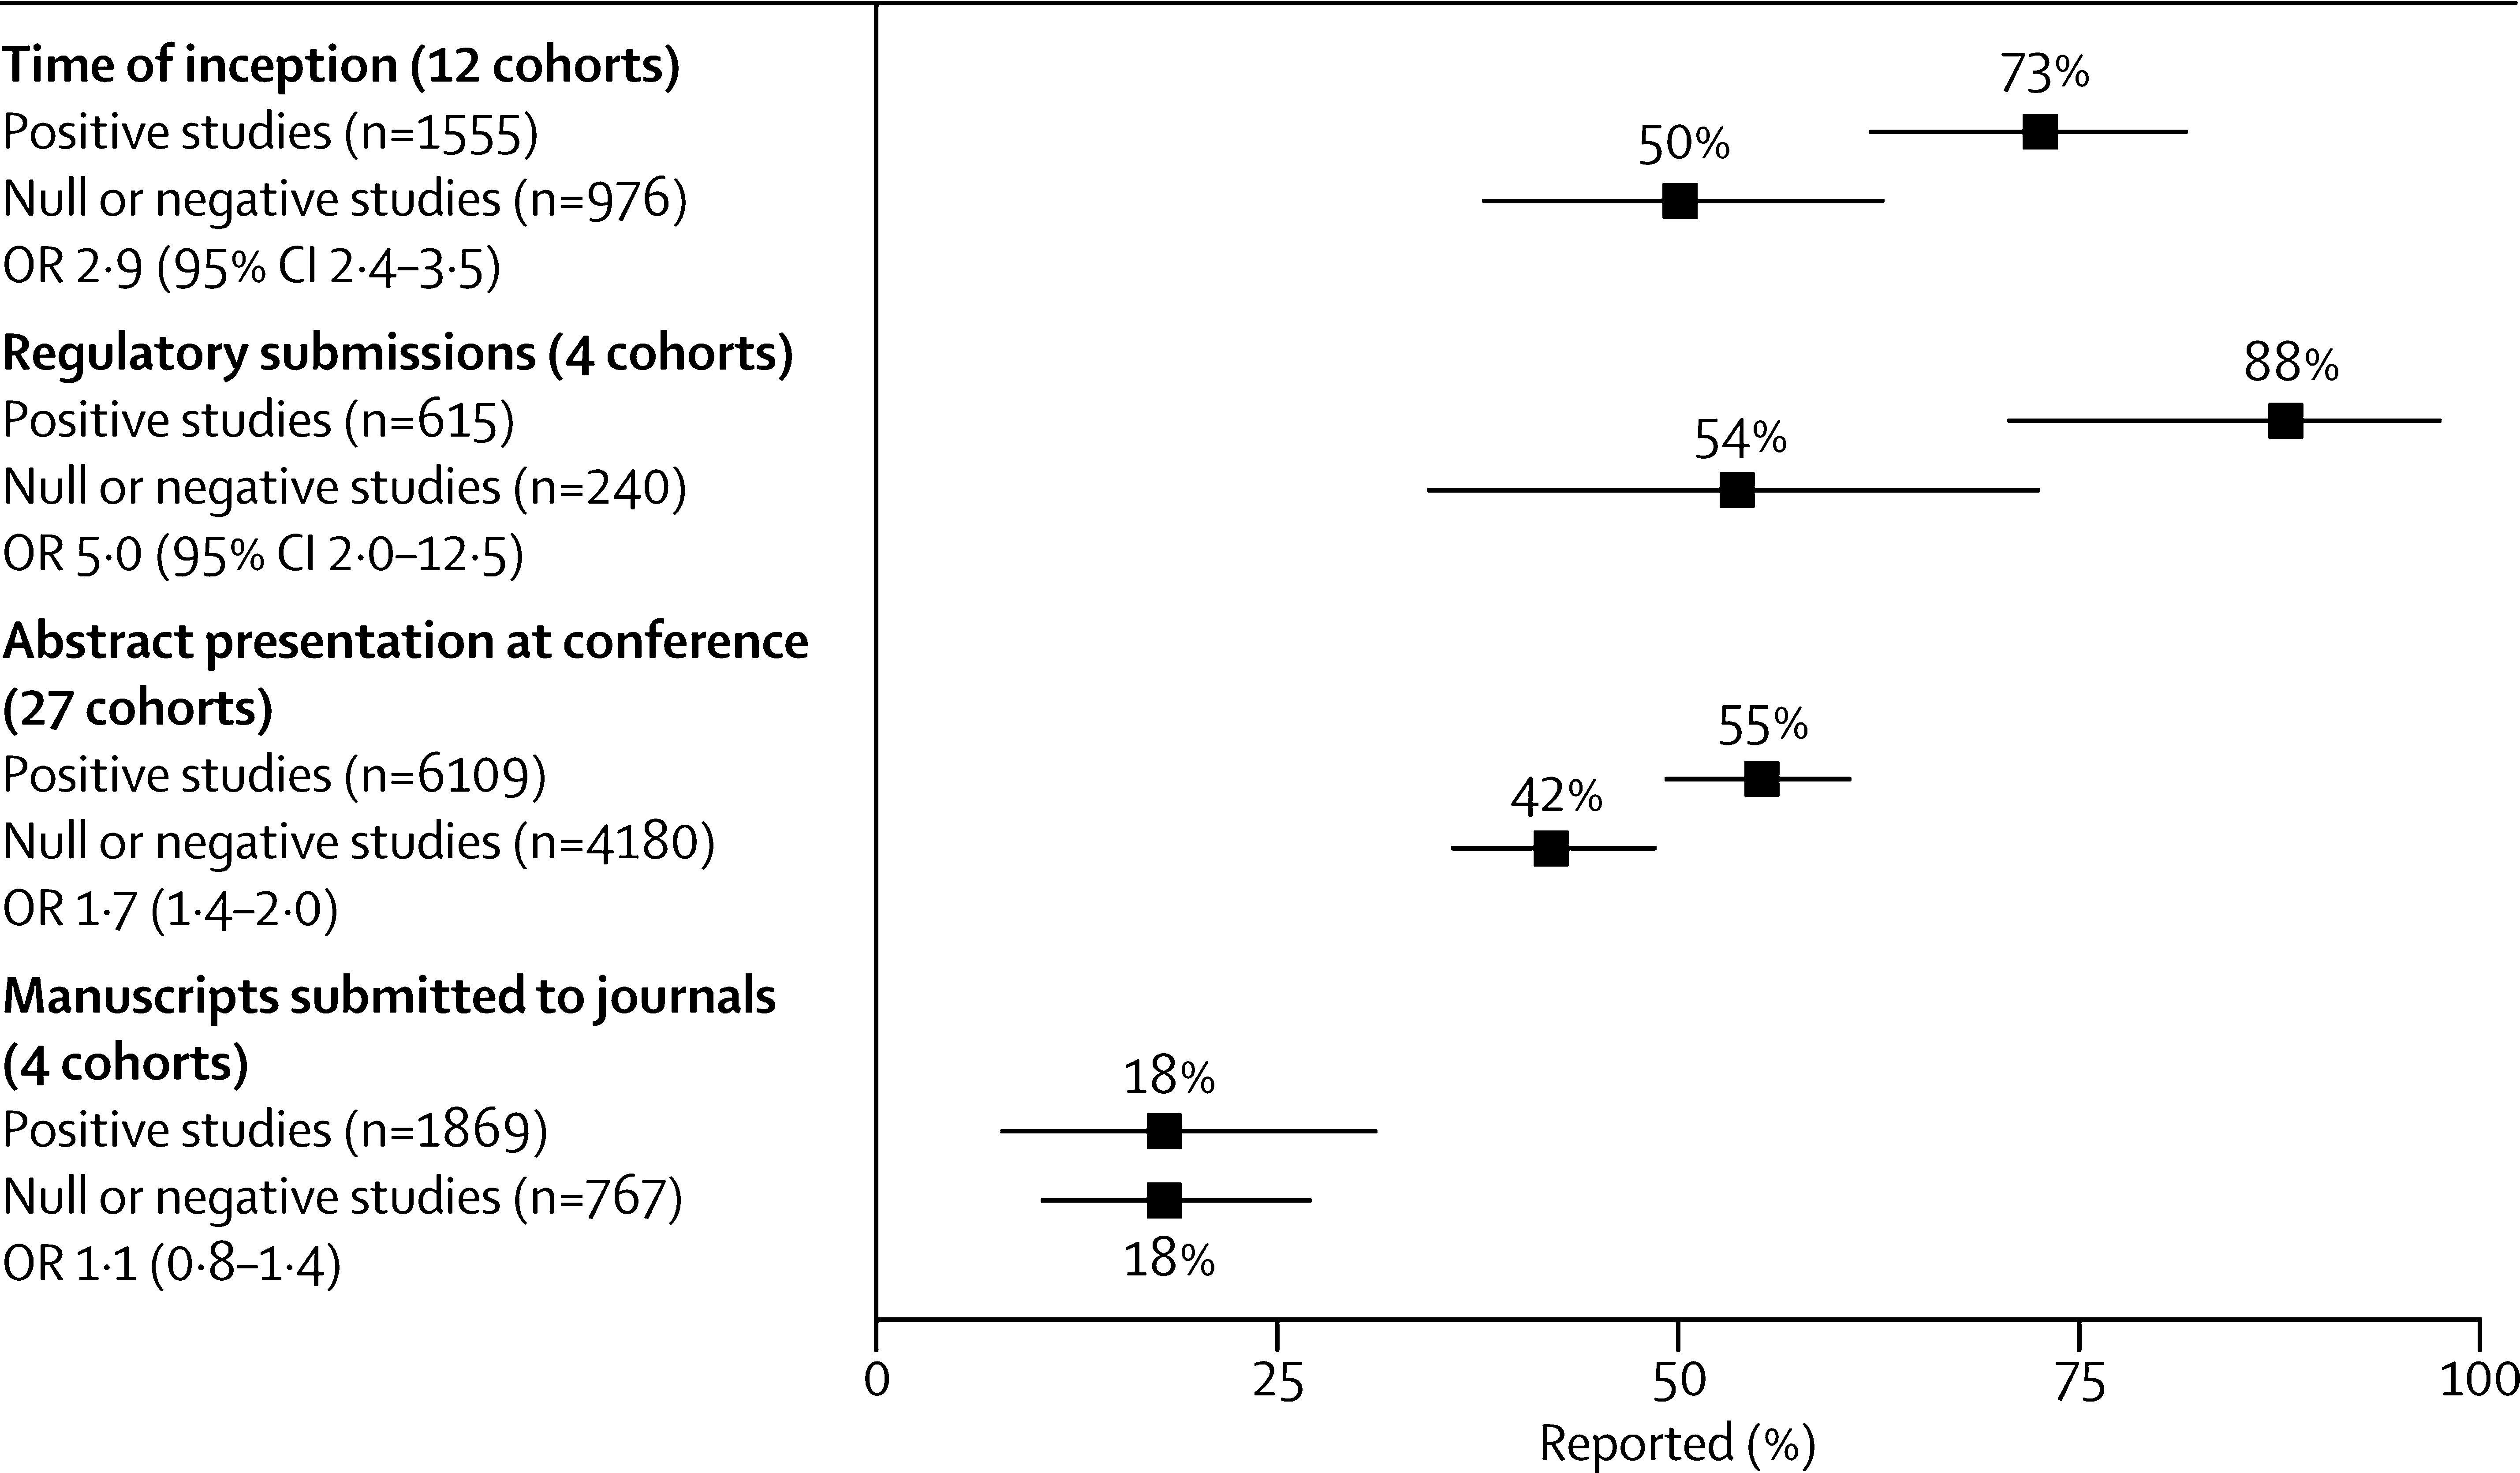 Time of inception (12 cohorts)
73%
Positive studies (n=1555)
50%
Null or negative studies (n=976)
OR 2·9 (95% CI 2·4–3·5)
Regulatory submissions (4 cohorts)
88%
Positive studies (n=615)
54%
Null or negative studies (n=240)
OR 5·0 (95% CI 2·0–12·5)
Abstract presentation at conference
(27 cohorts)
55%
Positive studies (n=6109)
42%
Null or negative studies (n=4180)
OR 1·7 (1·4–2·0)
Manuscripts submitted to journals
(4 cohorts)
18%
Positive studies (n=1869)
Null or negative studies (n=767)
18%
OR 1·1 (0·8–1·4)
0 25 50 75 100
Reported (%)